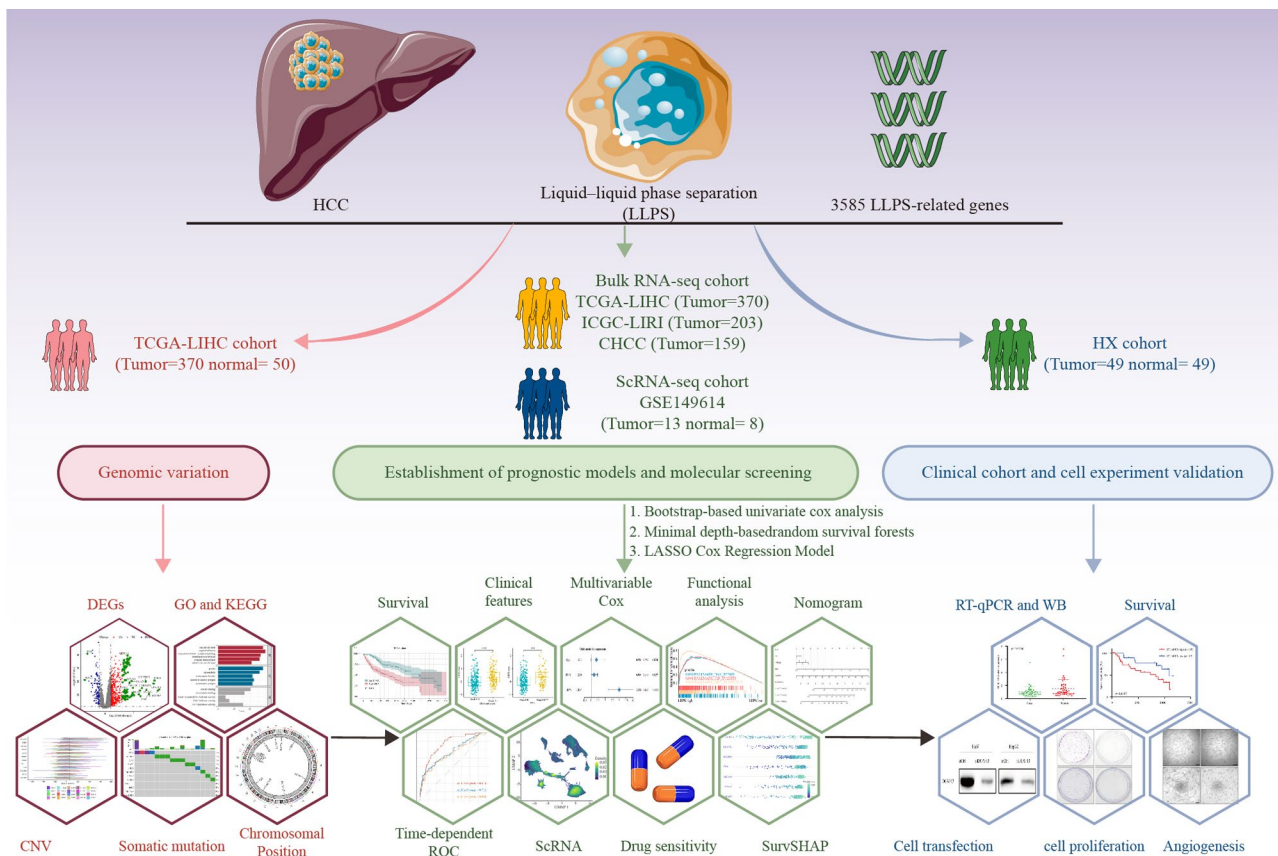 HCC
Liquid–liquid phase separation
(LLPS)
3585 LLPS-related genes
TCGA-LIHC cohort
(Tumor=370 normal= 50)
Bulk RNA-seq cohort
TCGA-LIHC (Tumor=370)
ICGC-LIRI (Tumor=203)
CHCC (Tumor=159)
ScRNA-seq cohort
GSE149614
(Tumor=13 normal= 8)
HX cohort
(Tumor=49 normal= 49)
Genomic variation
Establishment of prognostic models and molecular screening
Clinical cohort and cell experiment validation
1. Bootstrap-based univariate cox analysis
2. Minimal depth-basedrandom survival forests
3. LASSO Cox Regression Model
DEGs
GO and KEGG
CNV
Somatic mutation
Chromosomal
Position
Survival
Clinical
features
Multivariable
Cox
Functional
analysis
Nomogram
Time-dependent
ROC
ScRNA
Drug sensitivity
SurvSHAP
RT-qPCR and WB
Survival
Cell transfection
cell proliferation
Angiogenesis